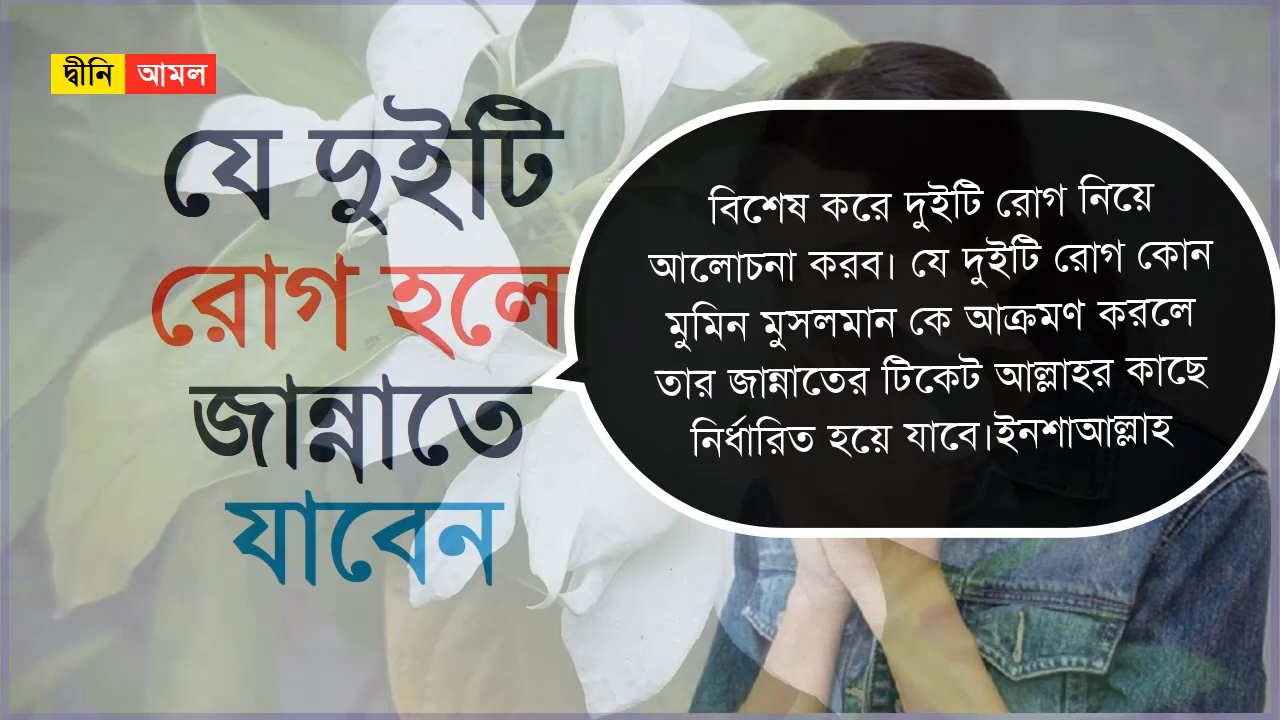 দ্বীনি আমল
যে দুইটি
রোগ হলে
জান্নাতে
যাবেন
বিশেষ করে দুইটি রোগ নিয়ে
আলোচনা করব। যে দুইটি রোগ কোন
মুমিন মুসলমান কে আক্রমণ করলে
তার জান্নাতের টিকেট আল্লাহর কাছে
নির্ধারিত হয়ে যাবে।ইনশাআল্লাহ